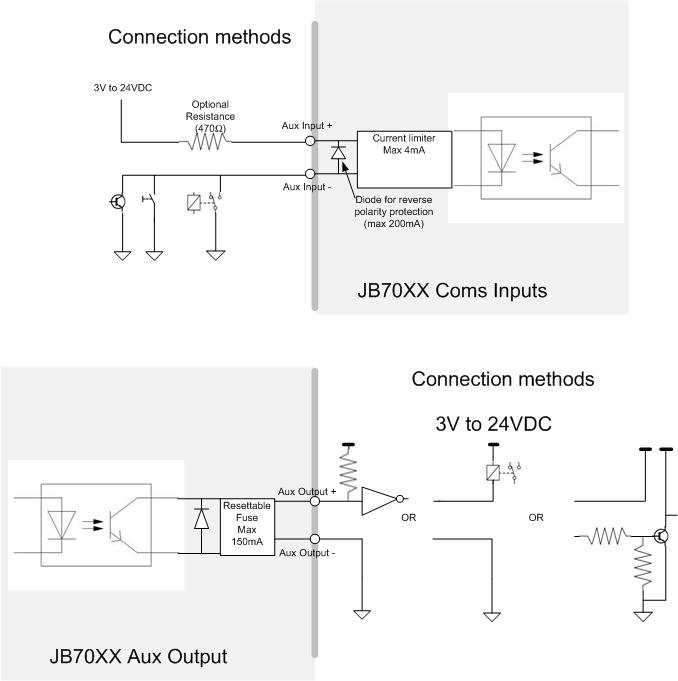 Connection methods
3V to 24VDC
Optional
Resistance
(470Ω)
Aux Input +
Current limiter
Max 4mA
Aux Input -
Diode for reverse
polarity protection
(max 200mA)
JB70XX Coms Inputs
Connection methods
3V to 24VDC
Aux Output +
Resettable
Fuse
Max
150mA
OR
OR
Aux Output -
JB70XX Aux Output